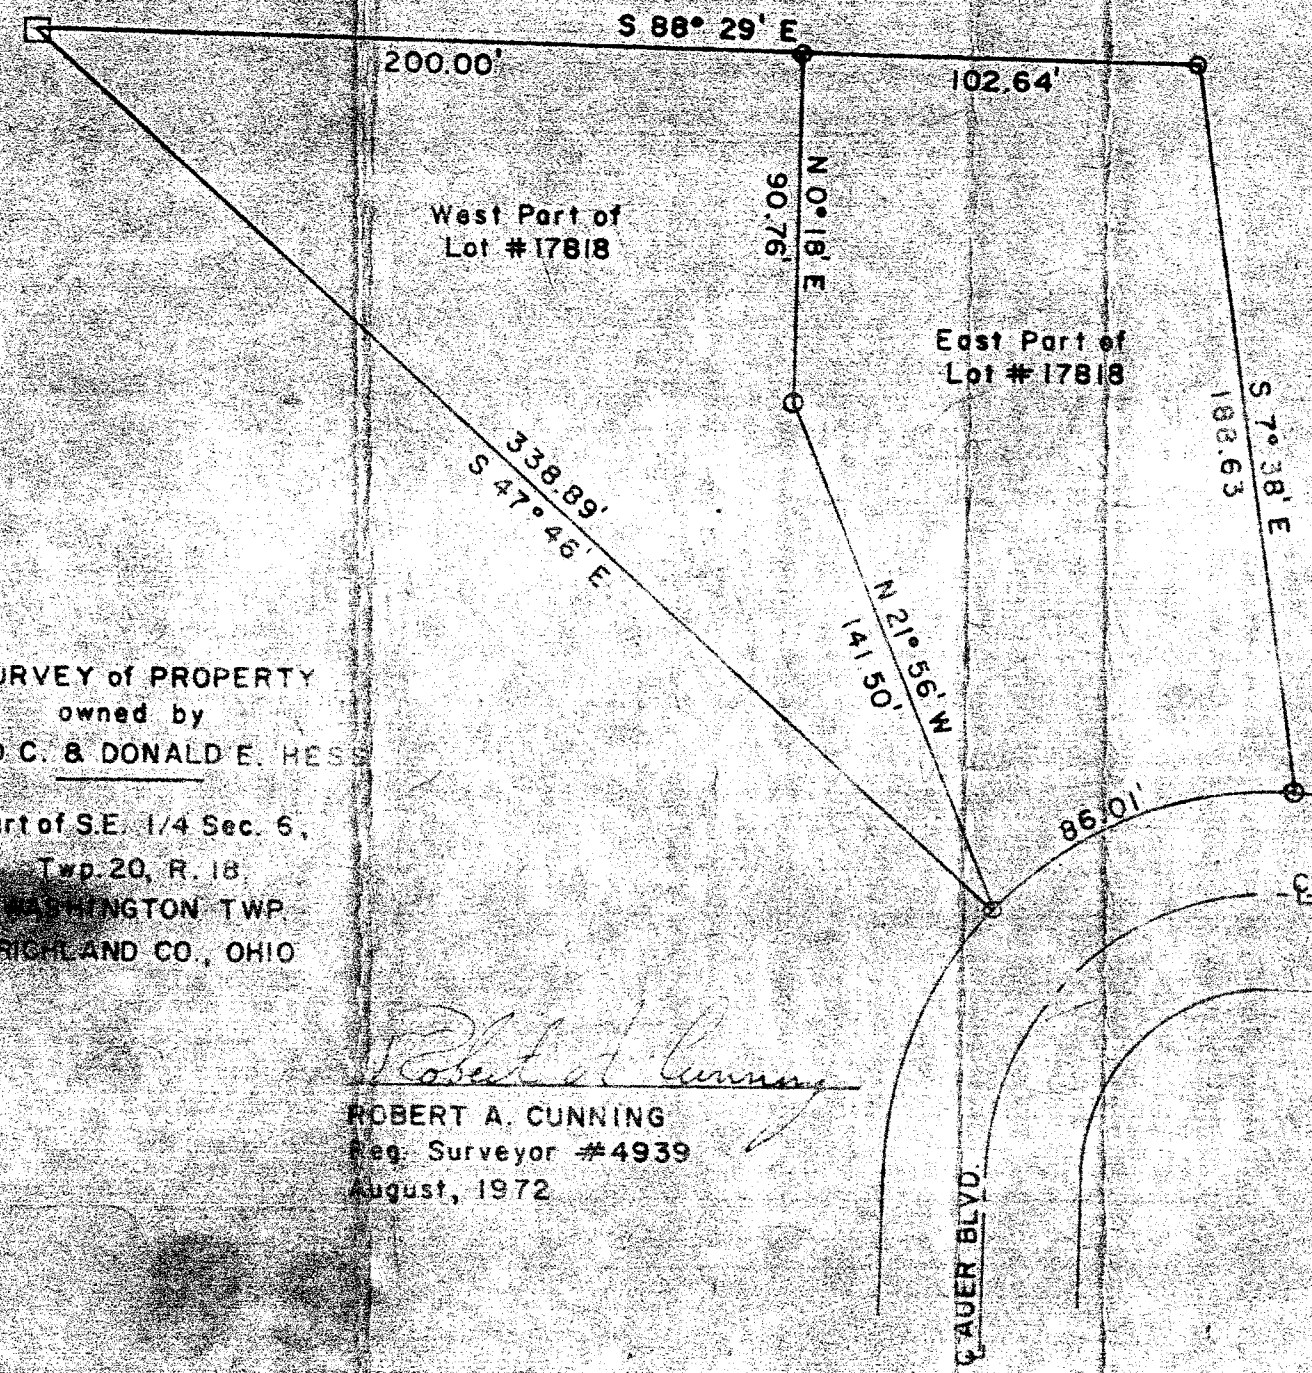 S 88° 29' E
200.00'
102.64'
N 0° 18' E
90.76'
West Part of
Lot # 17818
East Part of
Lot # 17818
S 7° 38' E
188.63
338.89'
S 47° 46' E
N 21° 56' W
141.50'
86.01'
URVEY of PROPERTY
owned by
C. & DONALD E. HESS
rt of S.E. 1/4 Sec. 6,
Twp. 20, R. 18,
WASHINGTON TWP.
RICHLAND CO., OHIO
℄
Robert A Cunning
ROBERT A. CUNNING
Reg. Surveyor #4939
August, 1972
℄ AUER BLVD.